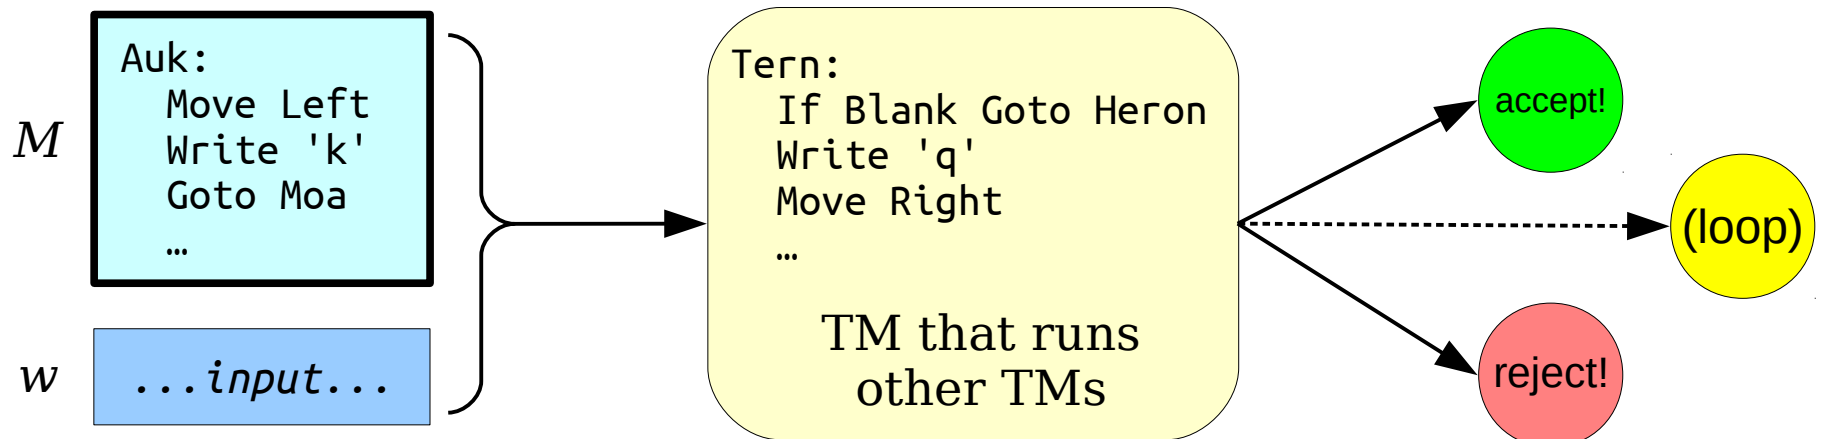 M
Auk:
Move Left
Write 'k'
Goto Moa
…
w
...input...
Tern:
If Blank Goto Heron
Write 'q'
Move Right
…
TM that runs
other TMs
accept!
(loop)
reject!